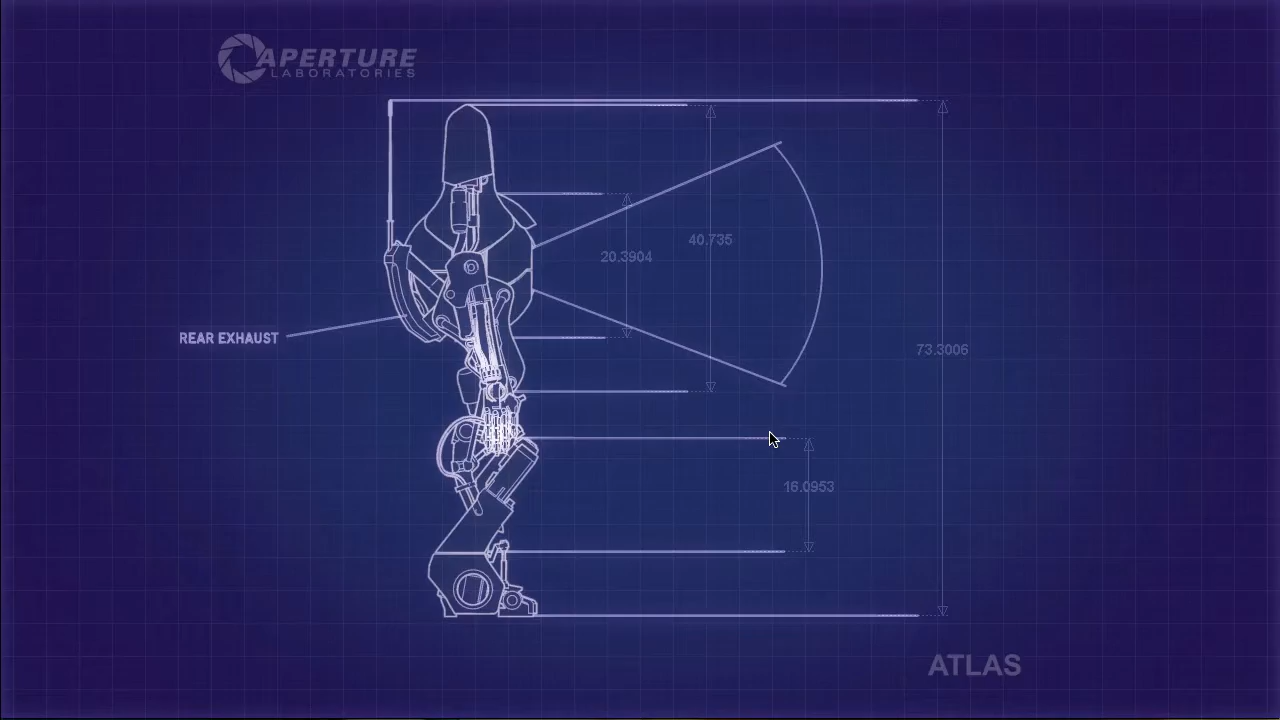 APERTURE
LABORATORIES
40.735
20.3904
REAR EXHAUST
73.3006
16.0953
ATLAS